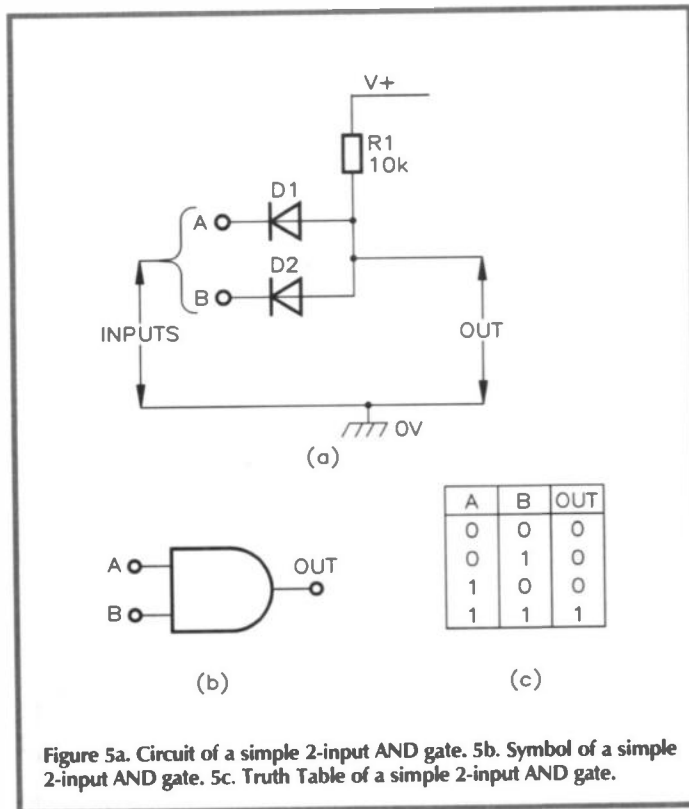 V+
R1
10k
D1
A
D2
B
INPUTS
OUT
0V
(a)
A B OUT
0 0 0
0 1 0
1 0 0
1 1 1
A
OUT
B
(b)
(c)
Figure 5a. Circuit of a simple 2-input AND gate. 5b. Symbol of a simple
2-input AND gate. 5c. Truth Table of a simple 2-input AND gate.